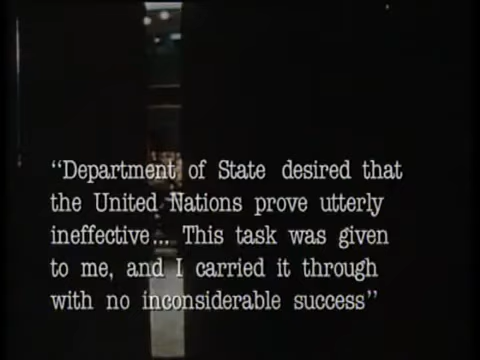 “Department of State desired that
the United Nations prove utterly
ineffective... This task was given
to me, and I carried it through
with no inconsiderable success”